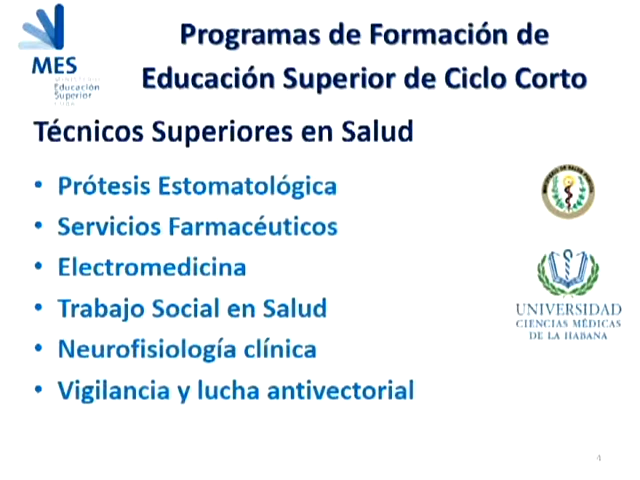 Programas de Formación de
Educación Superior de Ciclo Corto
MES
Educación
Superior
Técnicos Superiores en Salud
• Prótesis Estomatológica
• Servicios Farmacéuticos
• Electromedicina
• Trabajo Social en Salud
• Neurofisiología clínica
• Vigilancia y lucha antivectorial
UNIVERSIDAD
CIENCIAS MÉDICAS
DE LA HABANA
4